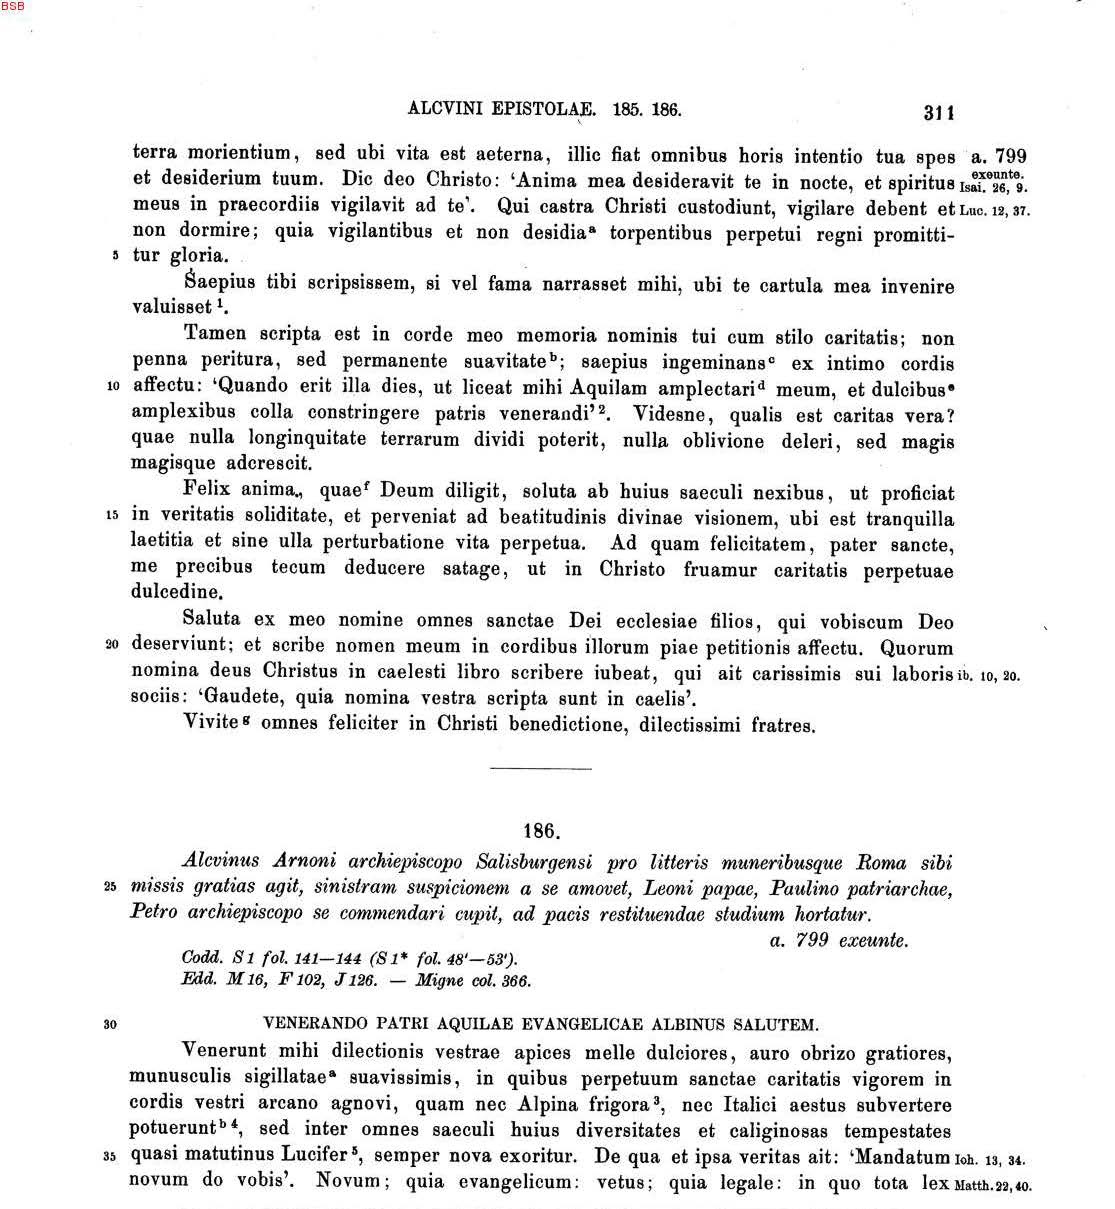 BSB
ALCVINI EPISTOLAE. 185. 186. 311
terra morientium, sed ubi vita est aeterna, illic fiat omnibus horis intentio tua spes a. 799
et desiderium tuum. Dic deo Christo: ‘Anima mea desideravit te in nocte, et spiritus exeunte. Isai. 26, 9.
meus in praecordiis vigilavit ad te’. Qui castra Christi custodiunt, vigilare debent et Luc. 12, 37.
non dormire; quia vigilantibus et non desidiaᵃ torpentibus perpetui regni promitti-
5 tur gloria.
Saepius tibi scripsissem, si vel fama narrasset mihi, ubi te cartula mea invenire
valuisset ¹.
Tamen scripta est in corde meo memoria nominis tui cum stilo caritatis; non
penna peritura, sed permanente suavitateᵇ; saepius ingeminansᶜ ex intimo cordis
10 affectu: ‘Quando erit illa dies, ut liceat mihi Aquilam amplectariᵈ meum, et dulcibusᵉ
amplexibus colla constringere patris venerandi’². Videsne, qualis est caritas vera?
quae nulla longinquitate terrarum dividi poterit, nulla oblivione deleri, sed magis
magisque adcrescit.
Felix anima, quaeᶠ Deum diligit, soluta ab huius saeculi nexibus, ut proficiat
15 in veritatis soliditate, et perveniat ad beatitudinis divinae visionem, ubi est tranquilla
laetitia et sine ulla perturbatione vita perpetua. Ad quam felicitatem, pater sancte,
me precibus tecum deducere satage, ut in Christo fruamur caritatis perpetuae
dulcedine.
Saluta ex meo nomine omnes sanctae Dei ecclesiae filios, qui vobiscum Deo
20 deserviunt; et scribe nomen meum in cordibus illorum piae petitionis affectu. Quorum
nomina deus Christus in caelesti libro scribere iubeat, qui ait carissimis sui laboris ib. 10, 20.
sociis: ‘Gaudete, quia nomina vestra scripta sunt in caelis’.
Viviteᵍ omnes feliciter in Christi benedictione, dilectissimi fratres.
186.
Alcvinus Arnoni archiepiscopo Salisburgensi pro litteris muneribusque Roma sibi
25 missis gratias agit, sinistram suspicionem a se amovet, Leoni papae, Paulino patriarchae,
Petro archiepiscopo se commendari cupit, ad pacis restituendae studium hortatur.
a. 799 exeunte.
Codd. S 1 fol. 141—144 (S 1* fol. 48'—53').
Edd. M 16, F 102, J 126. — Migne col. 366.
30 VENERANDO PATRI AQUILAE EVANGELICAE ALBINUS SALUTEM.
Venerunt mihi dilectionis vestrae apices melle dulciores, auro obrizo gratiores,
munusculis sigillataeᵃ suavissimis, in quibus perpetuum sanctae caritatis vigorem in
cordis vestri arcano agnovi, quam nec Alpina frigora³, nec Italici aestus subvertere
potueruntᵇ ⁴, sed inter omnes saeculi huius diversitates et caliginosas tempestates
35 quasi matutinus Lucifer⁵, semper nova exoritur. De qua et ipsa veritas ait: ‘Mandatum Ioh. 13, 34.
novum do vobis’. Novum; quia evangelicum: vetus; quia legale: in quo tota lex Matth. 22, 40.